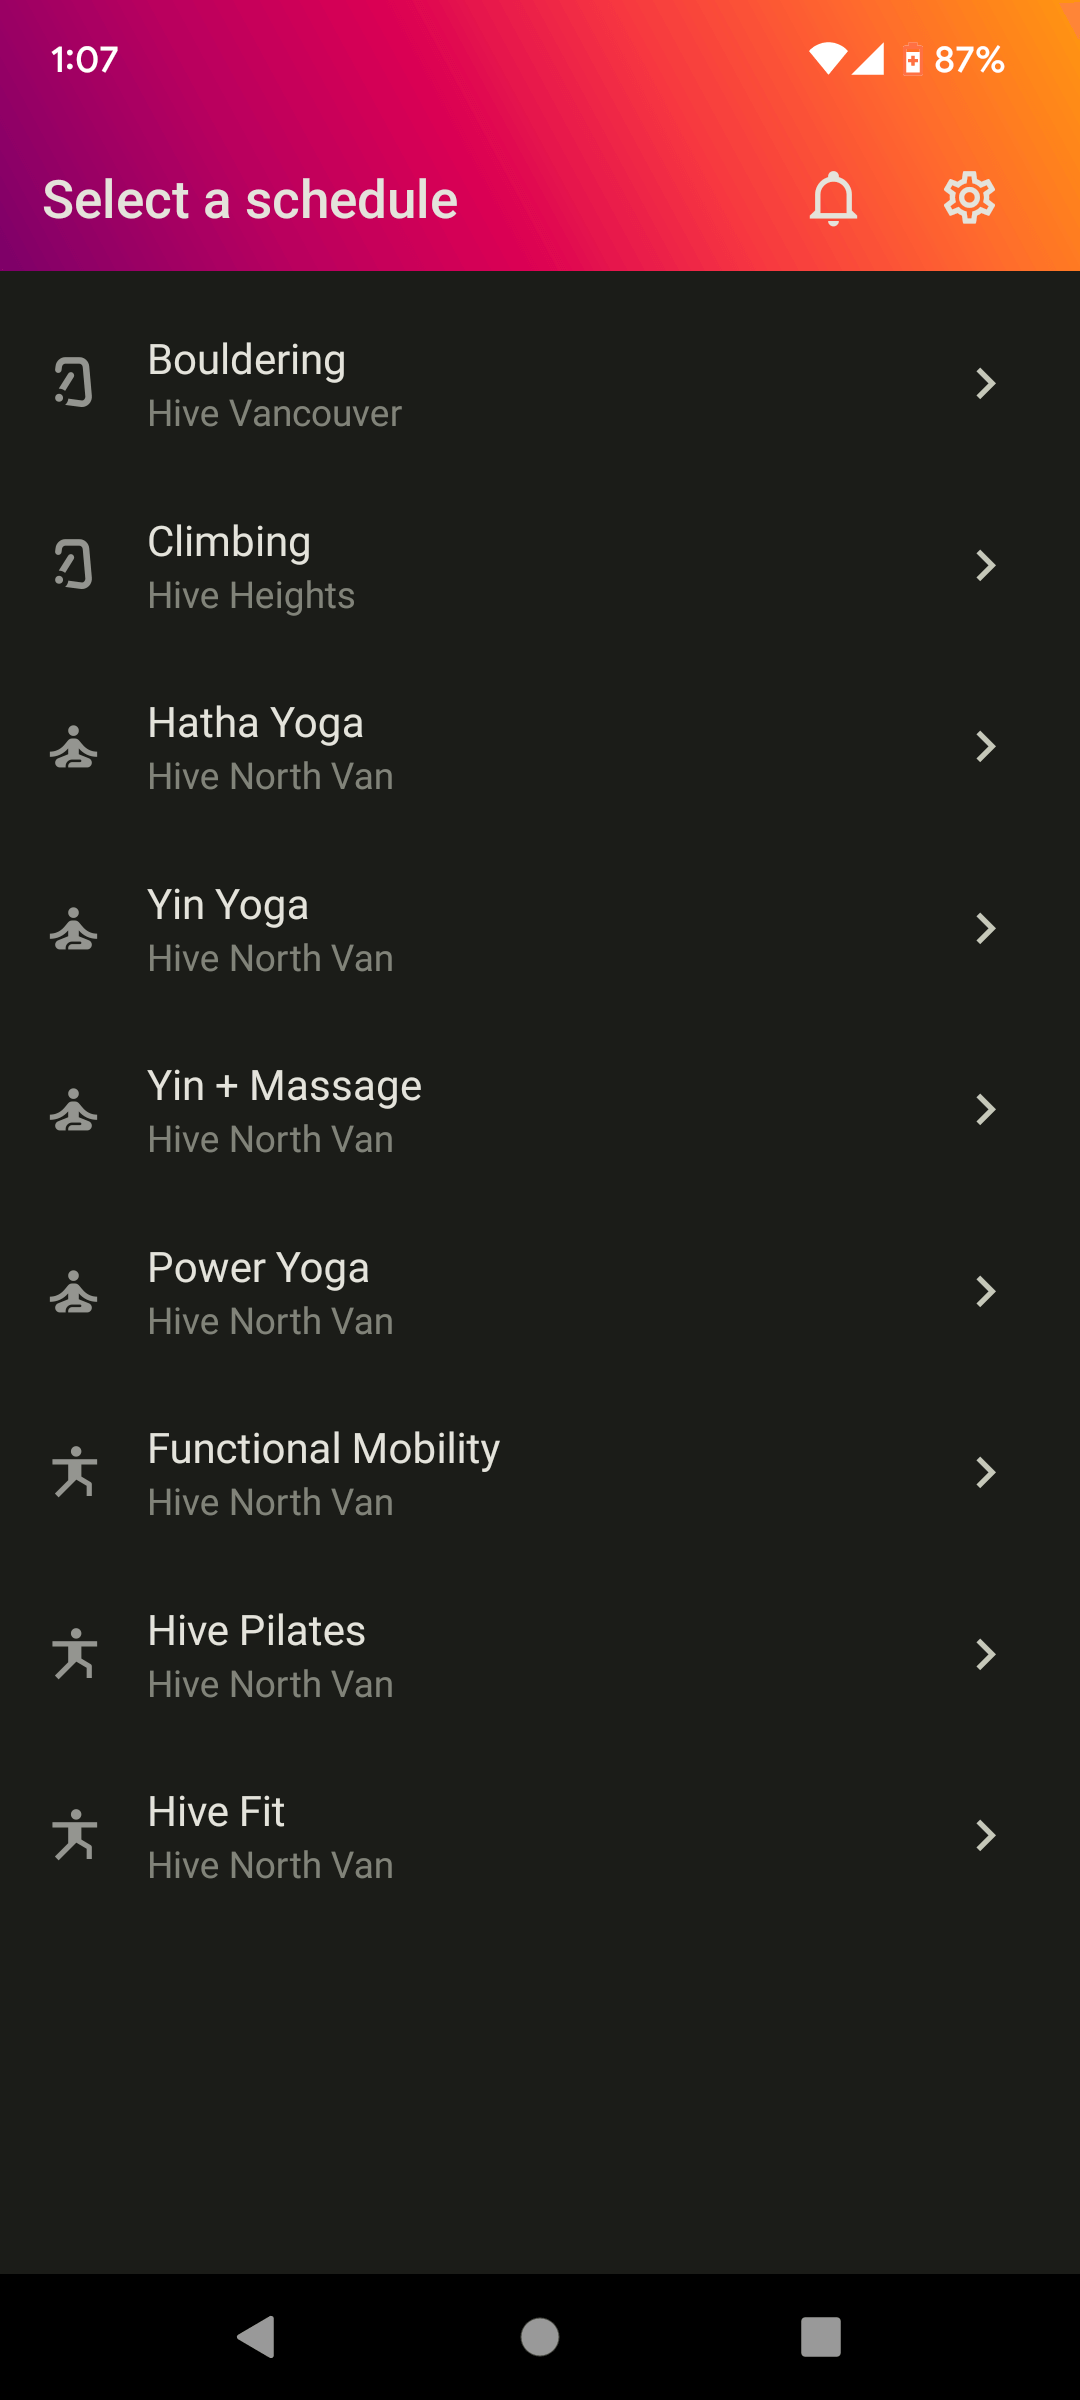 1:07
87%
Select a schedule
Bouldering
Hive Vancouver
Climbing
Hive Heights
Hatha Yoga
Hive North Van
Yin Yoga
Hive North Van
Yin + Massage
Hive North Van
Power Yoga
Hive North Van
Functional Mobility
Hive North Van
Hive Pilates
Hive North Van
Hive Fit
Hive North Van